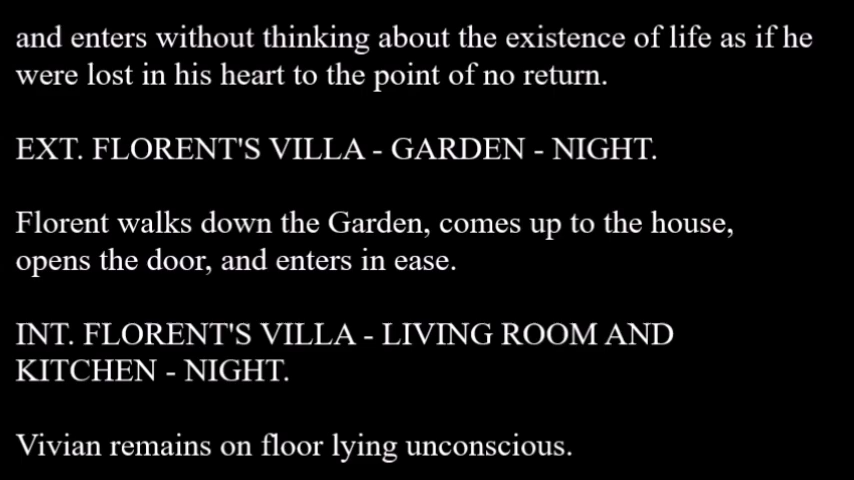 and enters without thinking about the existence of life as if he
were lost in his heart to the point of no return.
EXT. FLORENT'S VILLA - GARDEN - NIGHT.
Florent walks down the Garden, comes up to the house,
opens the door, and enters in ease.
INT. FLORENT'S VILLA - LIVING ROOM AND
KITCHEN - NIGHT.
Vivian remains on floor lying unconscious.